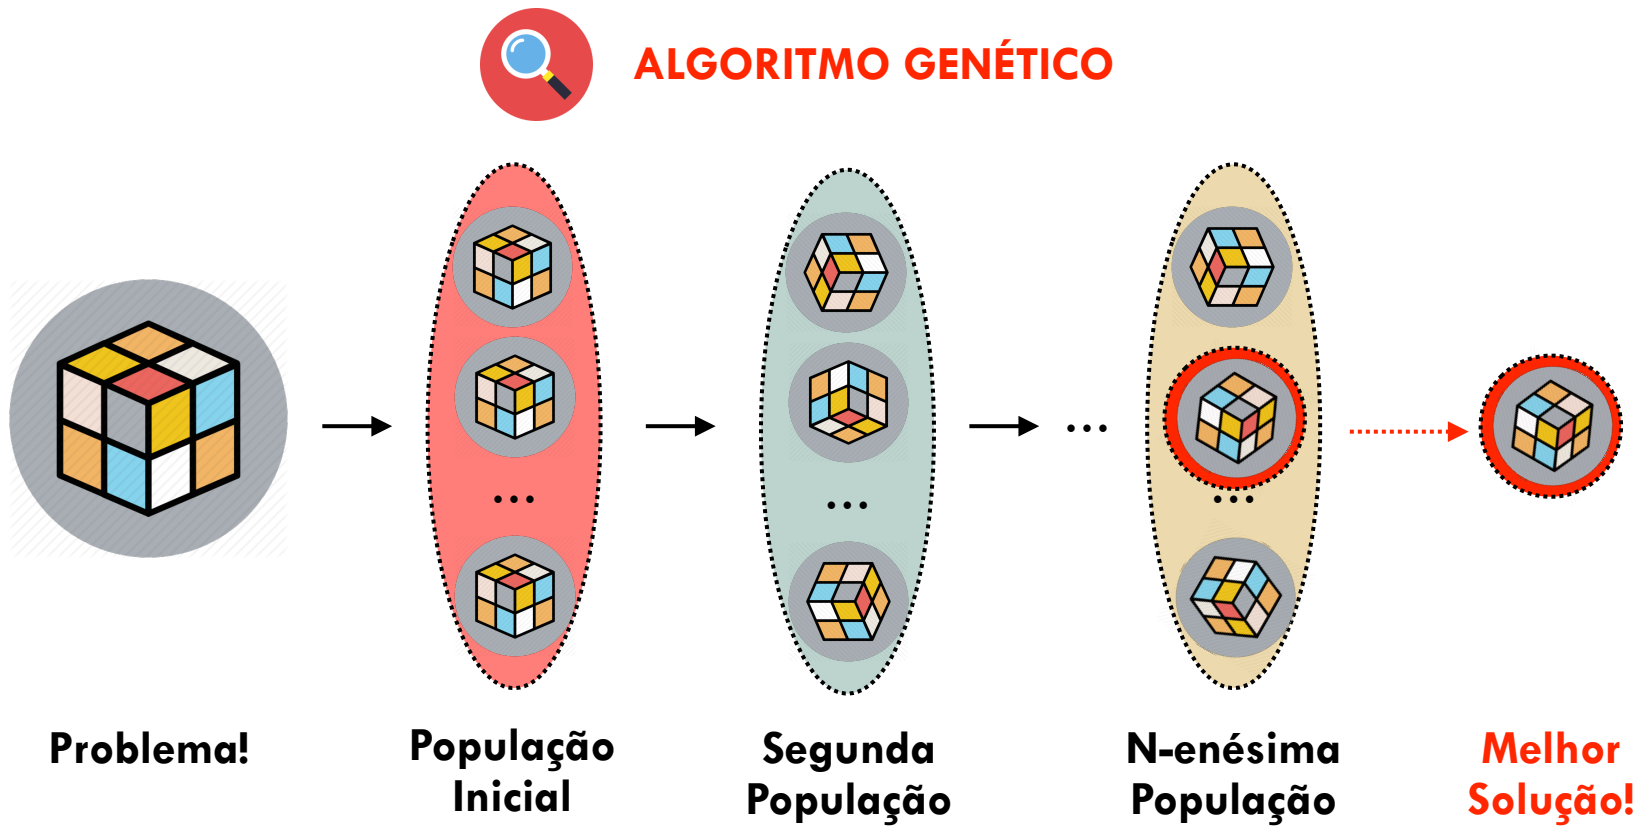 ALGORITMO GENÉTICO
...
...
...
...
Problema!
População
Inicial
Segunda
População
N-enésima
População
Melhor
Solução!